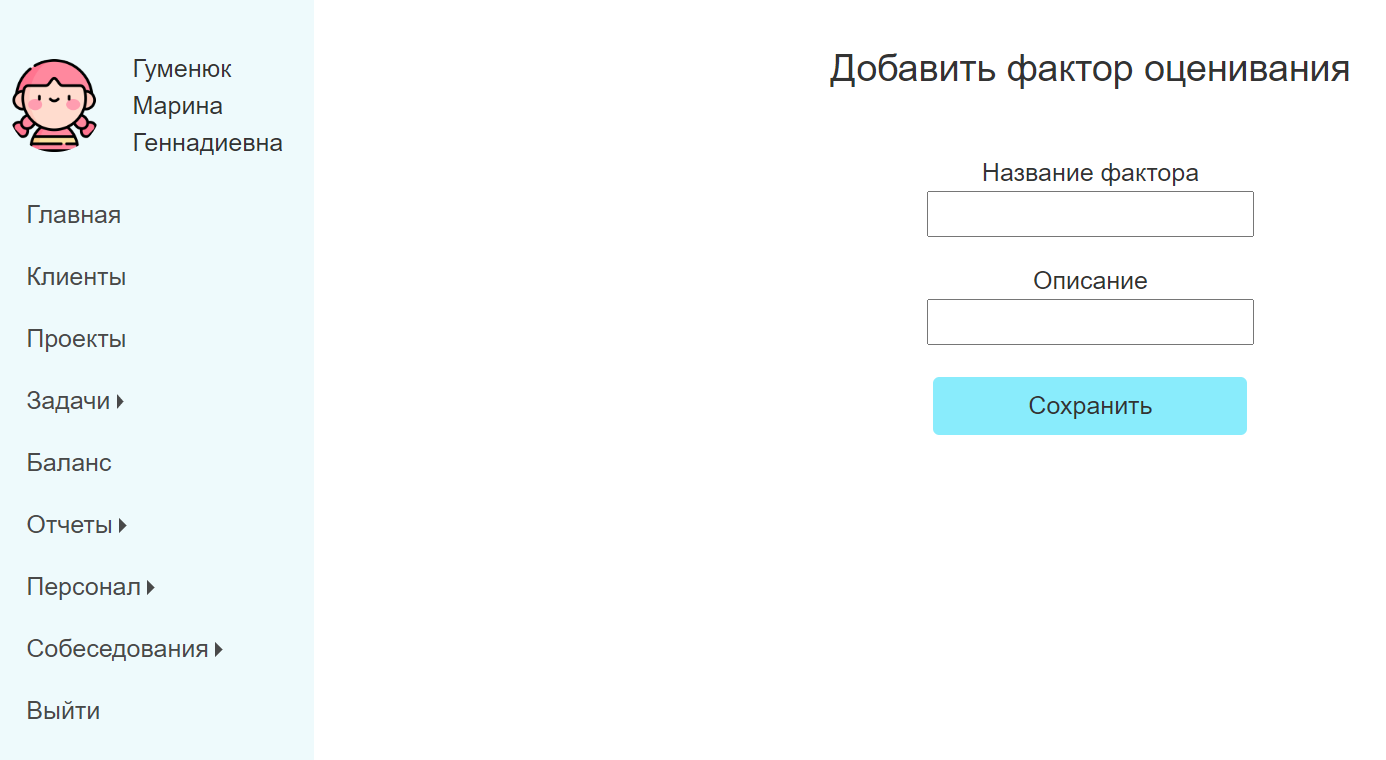 Гуменюк
Марина
Геннадиевна
Главная
Клиенты
Проекты
Задачи
Баланс
Отчеты
Персонал
Собеседования
Выйти
Добавить фактор оценивания
Название фактора
Описание
Сохранить